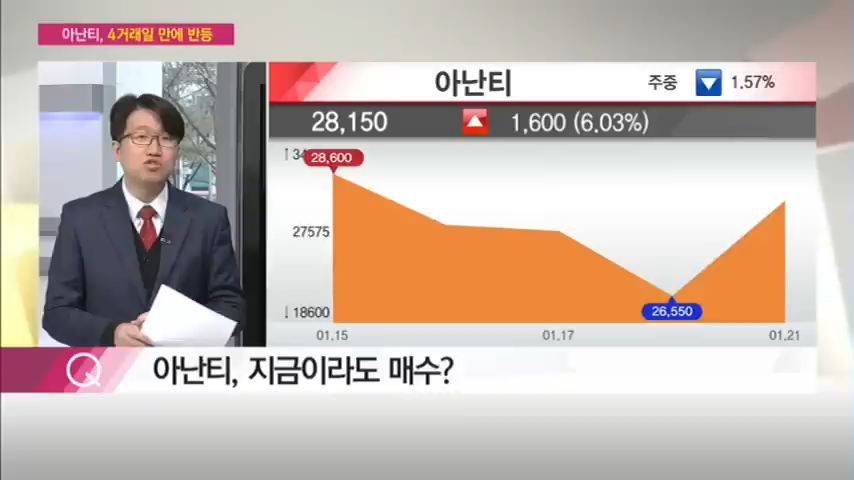 아난티, 4거래일 만에 반등
아난티
주중 ▼ 1.57%
28,150 ▲ 1,600 (6.03%)
28,600
27575
18600
26,550
01.15 01.17 01.21
Q 아난티, 지금이라도 매수?